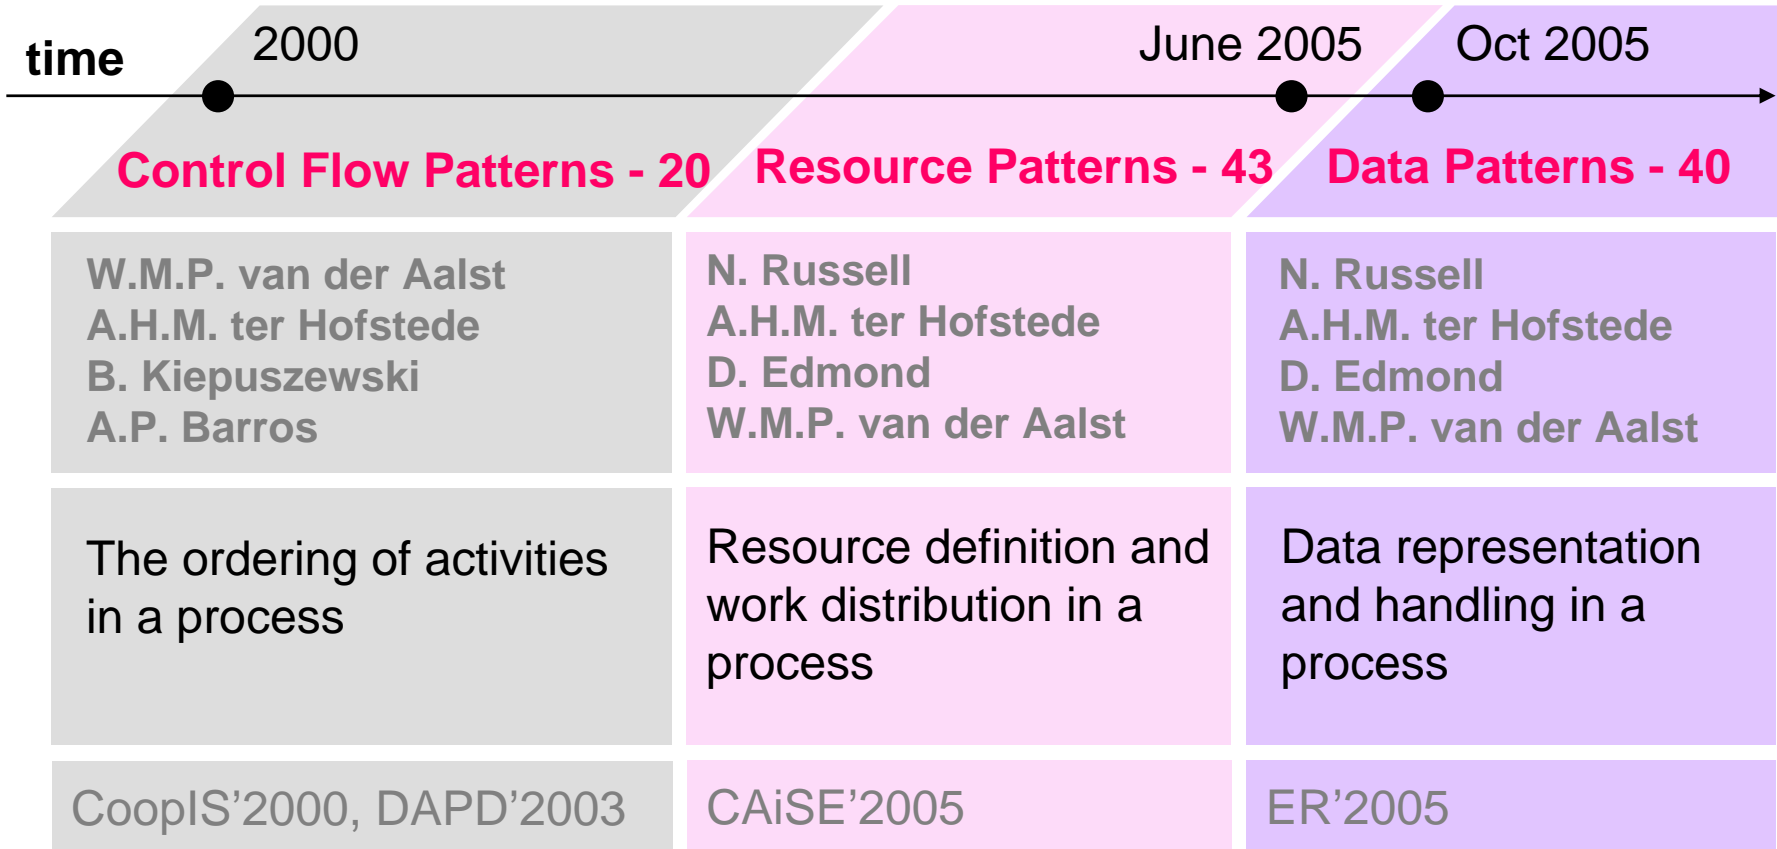 time
2000
June 2005
Oct 2005
Control Flow Patterns - 20
Resource Patterns - 43
Data Patterns - 40
W.M.P. van der Aalst
A.H.M. ter Hofstede
B. Kiepuszewski
A.P. Barros
N. Russell
A.H.M. ter Hofstede
D. Edmond
W.M.P. van der Aalst
N. Russell
A.H.M. ter Hofstede
D. Edmond
W.M.P. van der Aalst
The ordering of activities
in a process
Resource definition and
work distribution in a
process
Data representation
and handling in a
process
CoopIS’2000, DAPD’2003
CAiSE’2005
ER’2005